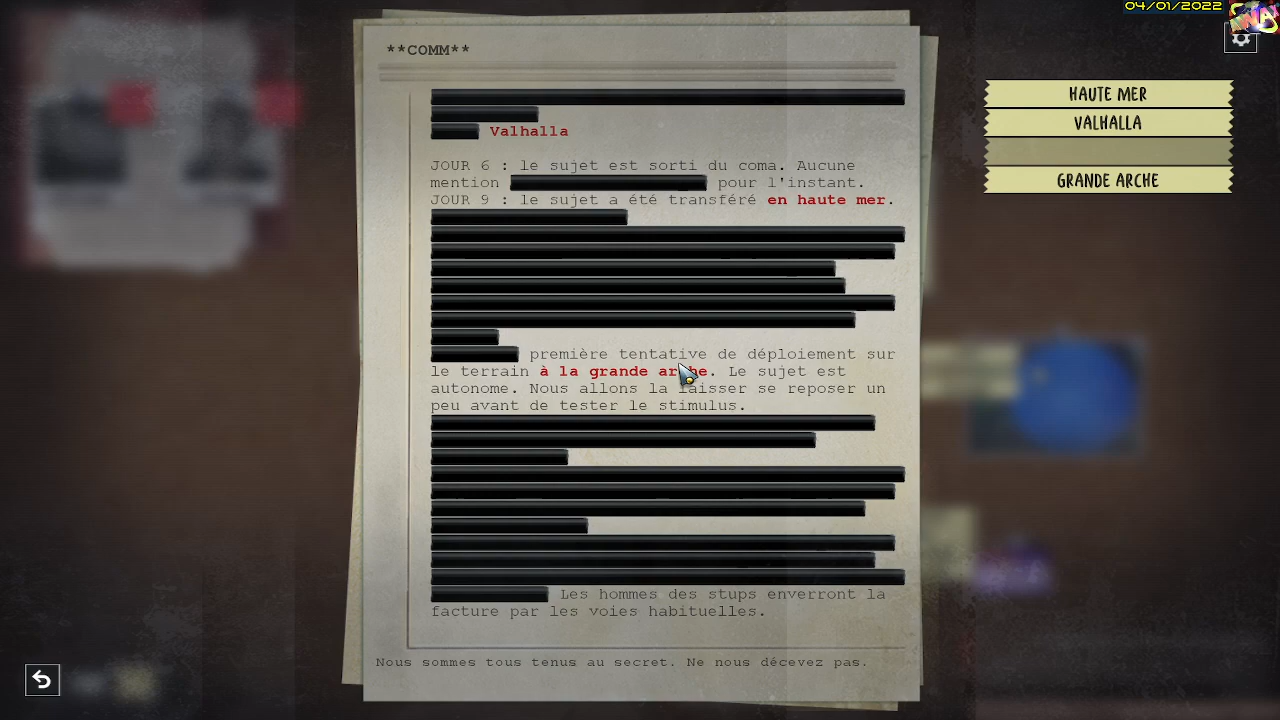 04/01/2022
**COMM**
Valhalla
JOUR 6 : le sujet est sorti du coma. Aucune
mention pour l'instant.
JOUR 9 : le sujet a été transféré en haute mer.
première tentative de déploiement sur
le terrain à la grande arche. Le sujet est
autonome. Nous allons la laisser se reposer un
peu avant de tester le stimulus.
Les hommes des stups enverront la
facture par les voies habituelles.
Nous sommes tous tenus au secret. Ne nous décevez pas.
HAUTE MER
VALHALLA
GRANDE ARCHE